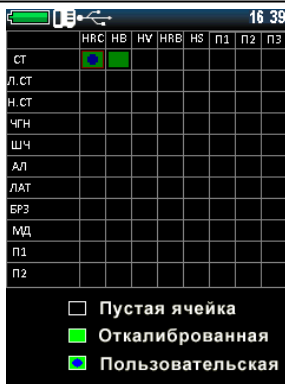 16 39
HRC HB HV HRB HS П1 П2 П3
СТ
Л.СТ
Н.СТ
ЧГН
ШЧ
АЛ
ЛАТ
БРЗ
МД
П1
П2
Пустая ячейка
Откалиброванная
Пользовательская